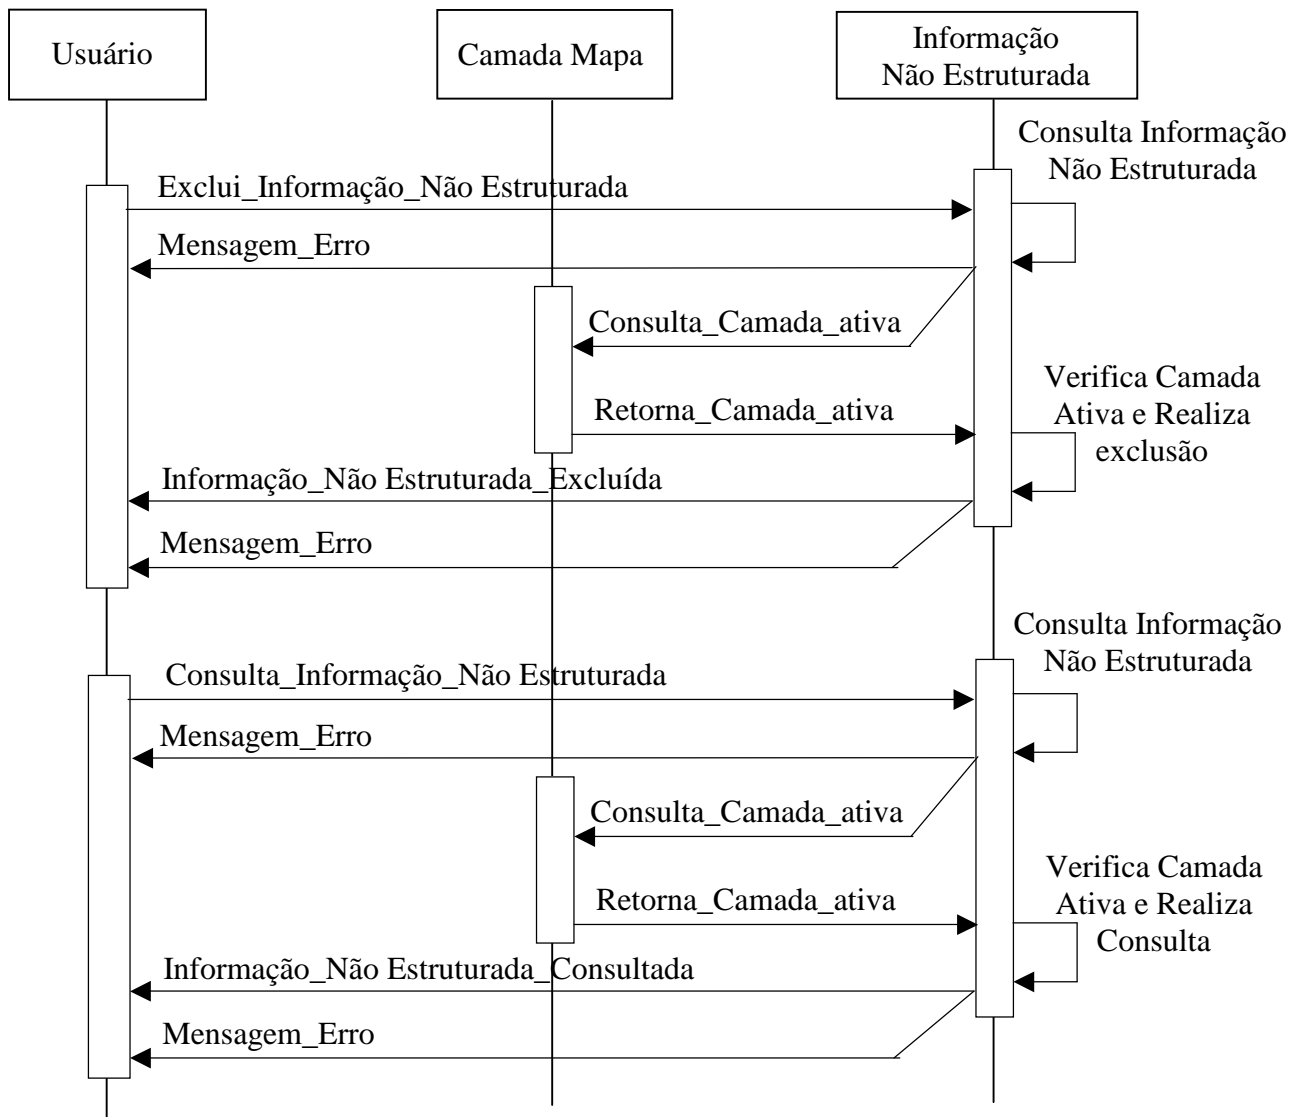 Usuário
Camada Mapa
Informação
Não Estruturada
Consulta Informação
Não Estruturada
Exclui_Informação_Não Estruturada
Mensagem_Erro
Consulta_Camada_ativa
Verifica Camada
Ativa e Realiza
exclusão
Retorna_Camada_ativa
Informação_Não Estruturada_Excluída
Mensagem_Erro
Consulta Informação
Não Estruturada
Consulta_Informação_Não Estruturada
Mensagem_Erro
Consulta_Camada_ativa
Verifica Camada
Ativa e Realiza
Consulta
Retorna_Camada_ativa
Informação_Não Estruturada_Consultada
Mensagem_Erro